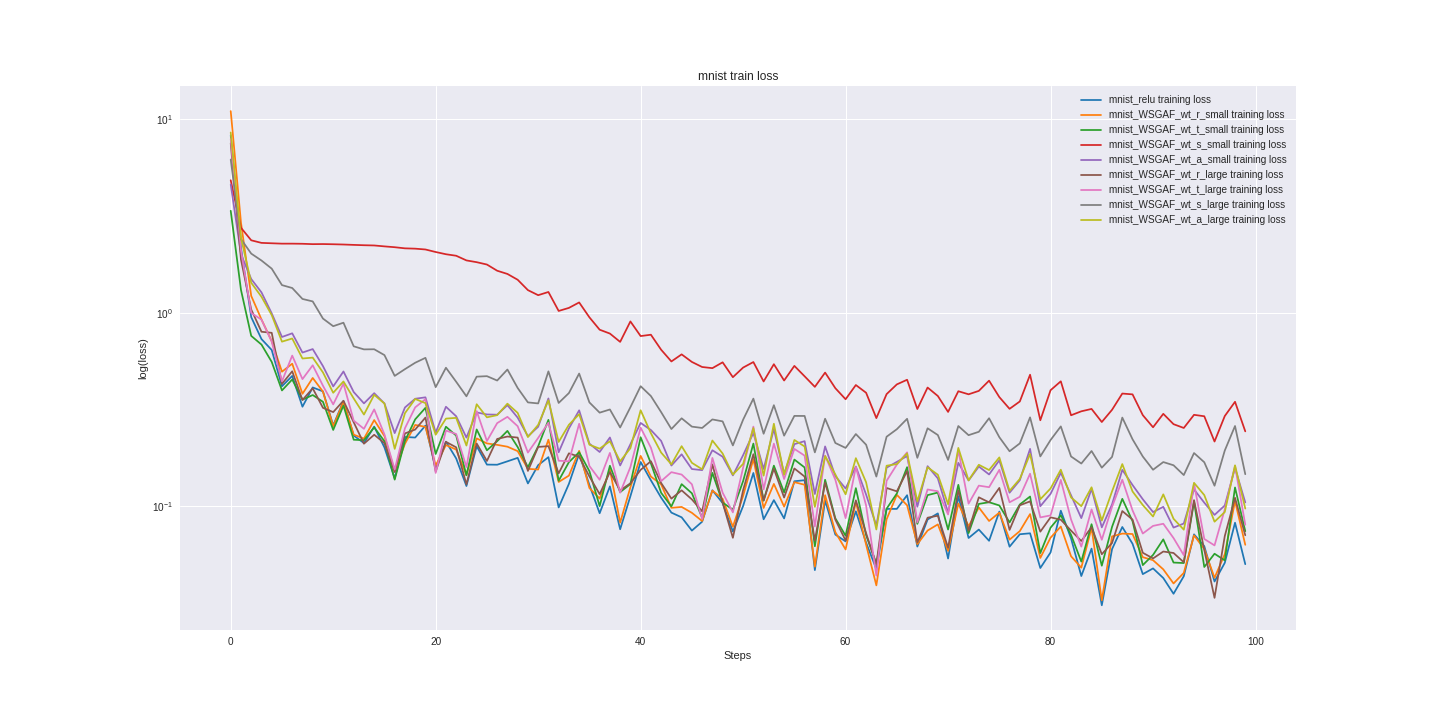 mnist train loss
mnist_relu training loss
mnist_WSGAF_wt_r_small training loss
mnist_WSGAF_wt_t_small training loss
mnist_WSGAF_wt_s_small training loss
mnist_WSGAF_wt_a_small training loss
mnist_WSGAF_wt_r_large training loss
mnist_WSGAF_wt_t_large training loss
mnist_WSGAF_wt_s_large training loss
mnist_WSGAF_wt_a_large training loss
log(loss)
10¹
10⁰
10⁻¹
0 20 40 60 80 100
Steps